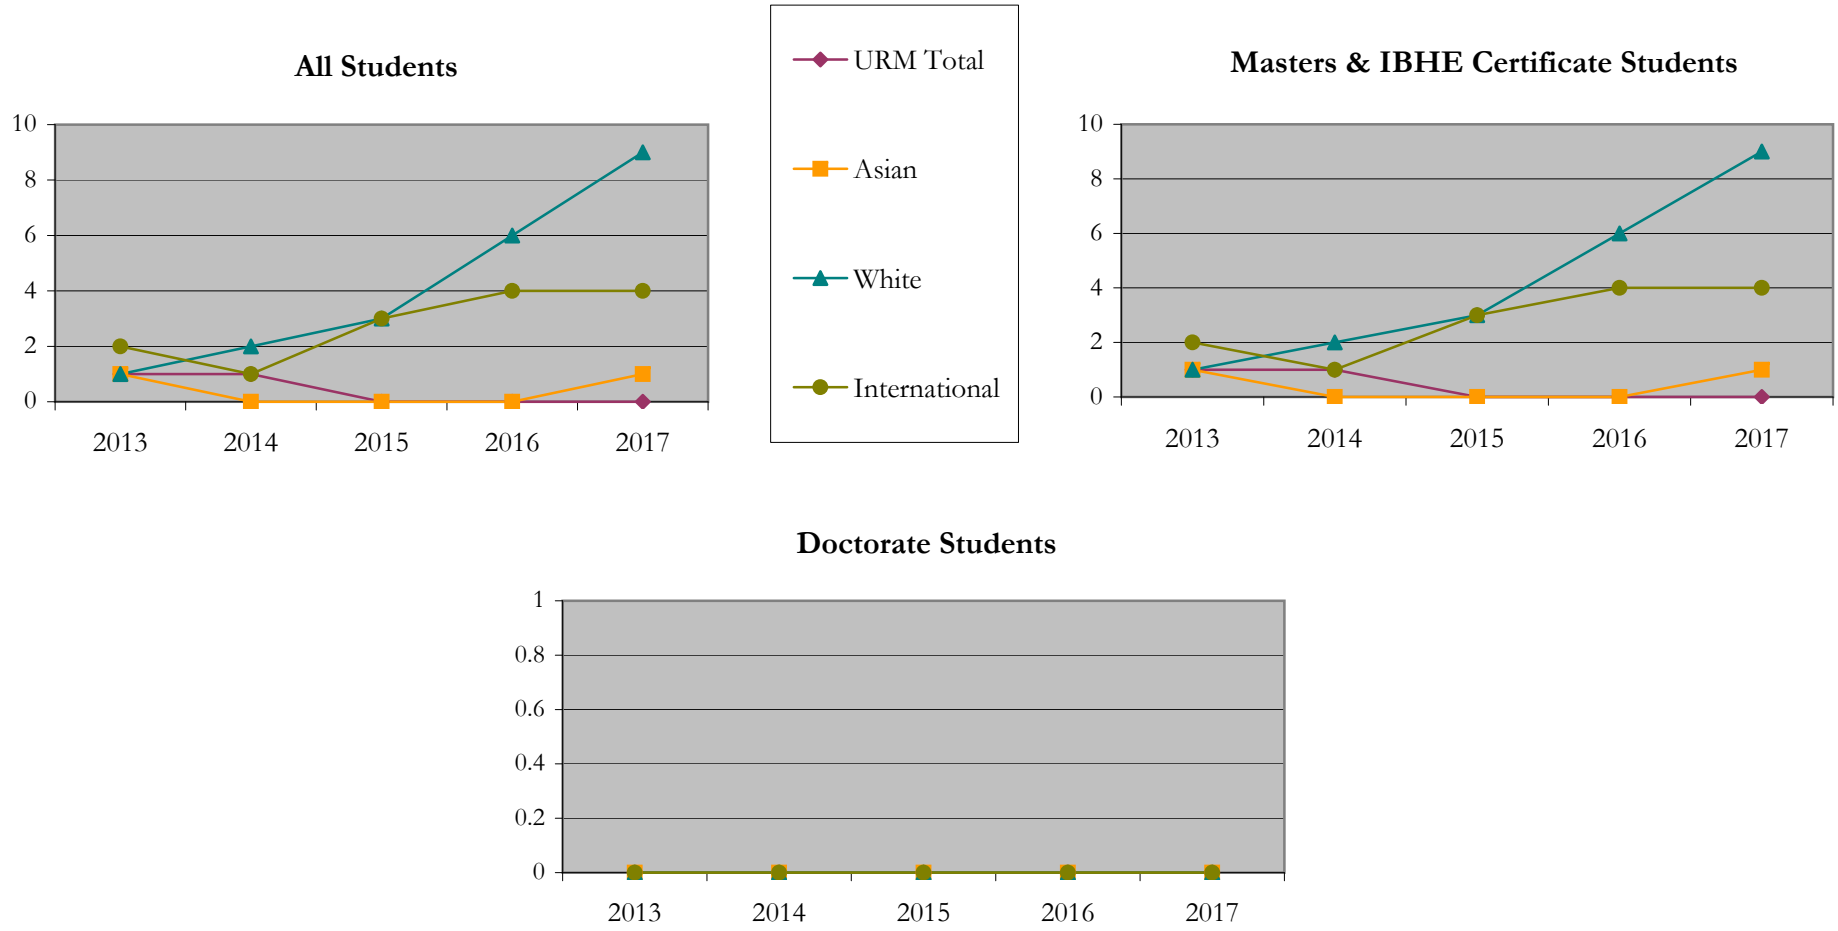 All Students
10
8
6
4
2
0
2013 2014 2015 2016 2017
URM Total
Asian
White
International
Masters & IBHE Certificate Students
10
8
6
4
2
0
2013 2014 2015 2016 2017
Doctorate Students
1
0.8
0.6
0.4
0.2
0
2013 2014 2015 2016 2017